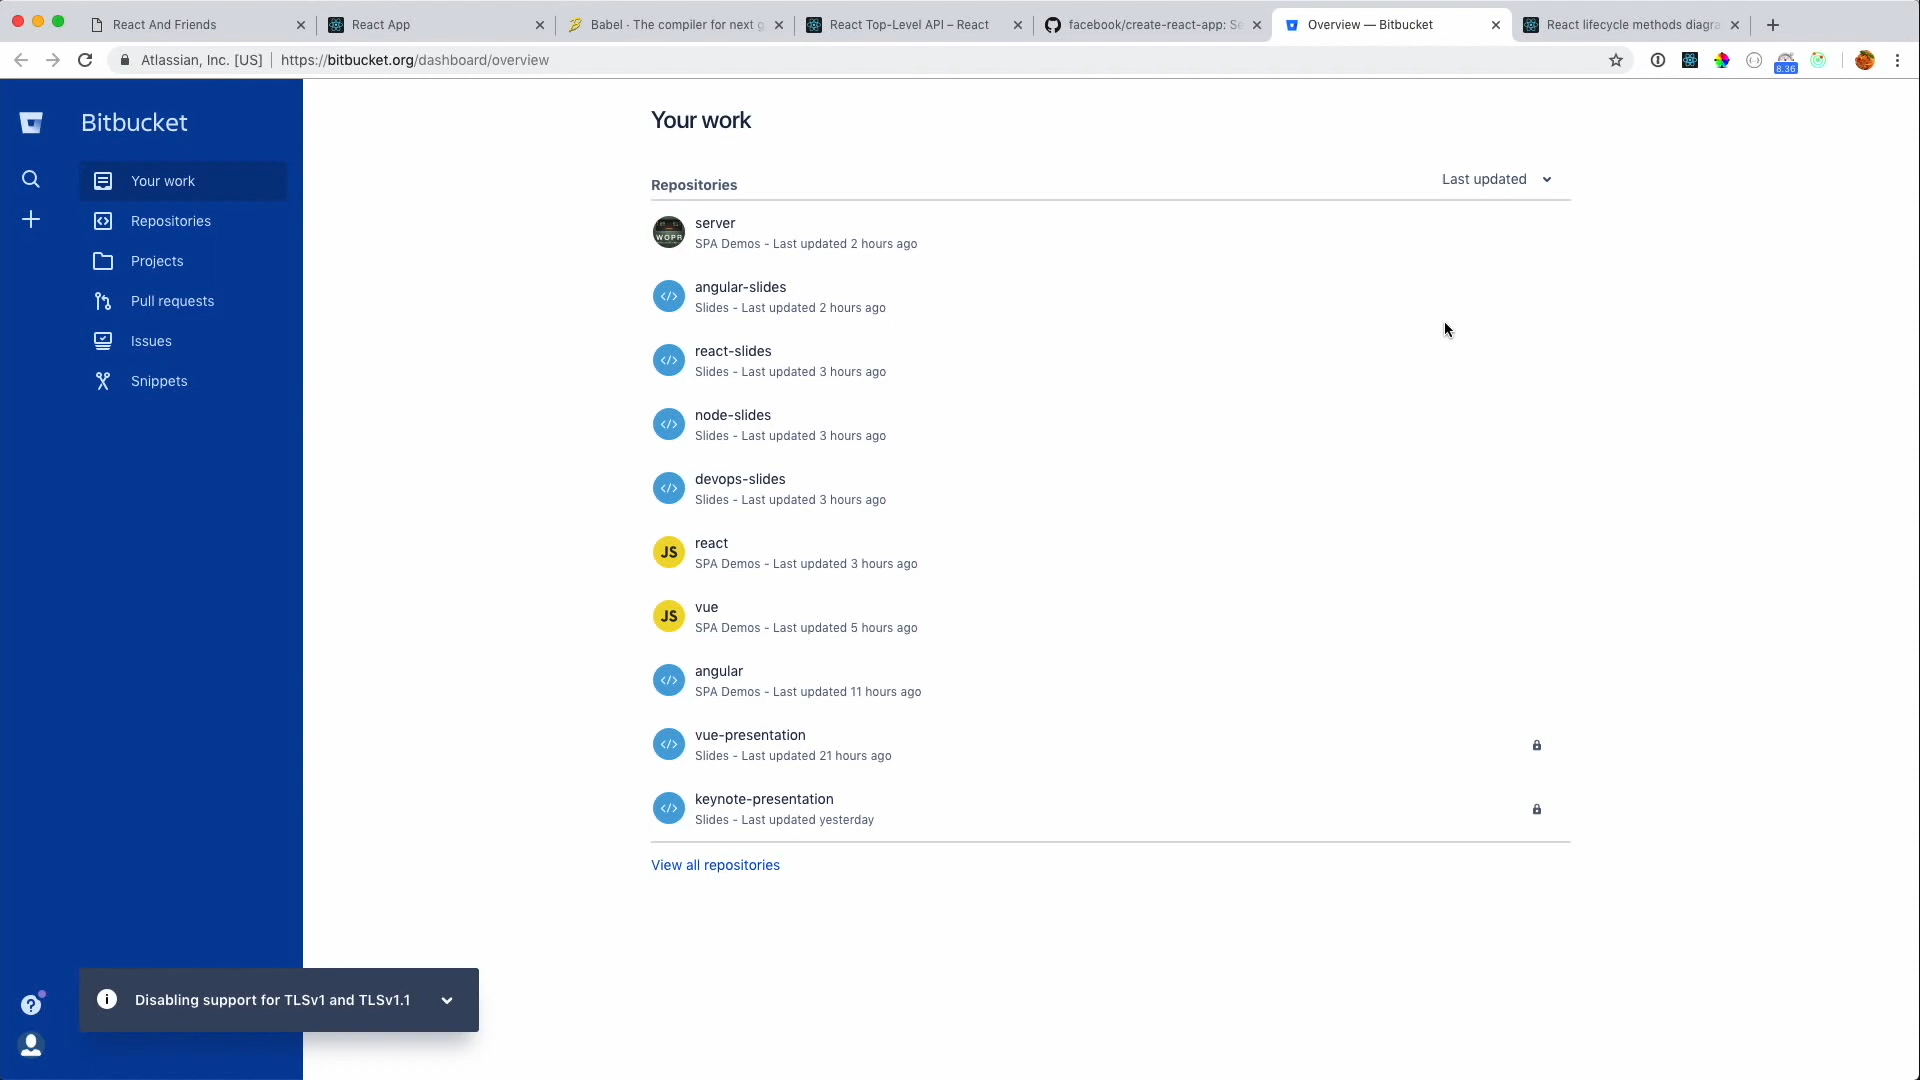 React And Friends
React App
Babel · The compiler for next g
React Top-Level API – React
facebook/create-react-app: Se
Overview — Bitbucket
React lifecycle methods diagra
Atlassian, Inc. [US]
https://bitbucket.org/dashboard/overview
8.36
Bitbucket
Your work
Repositories
Projects
Pull requests
Issues
Snippets
Your work
Repositories
Last updated
WOPR
server
SPA Demos - Last updated 2 hours ago
angular-slides
Slides - Last updated 2 hours ago
react-slides
Slides - Last updated 3 hours ago
node-slides
Slides - Last updated 3 hours ago
devops-slides
Slides - Last updated 3 hours ago
JS
react
SPA Demos - Last updated 3 hours ago
JS
vue
SPA Demos - Last updated 5 hours ago
angular
SPA Demos - Last updated 11 hours ago
vue-presentation
Slides - Last updated 21 hours ago
keynote-presentation
Slides - Last updated yesterday
View all repositories
Disabling support for TLSv1 and TLSv1.1